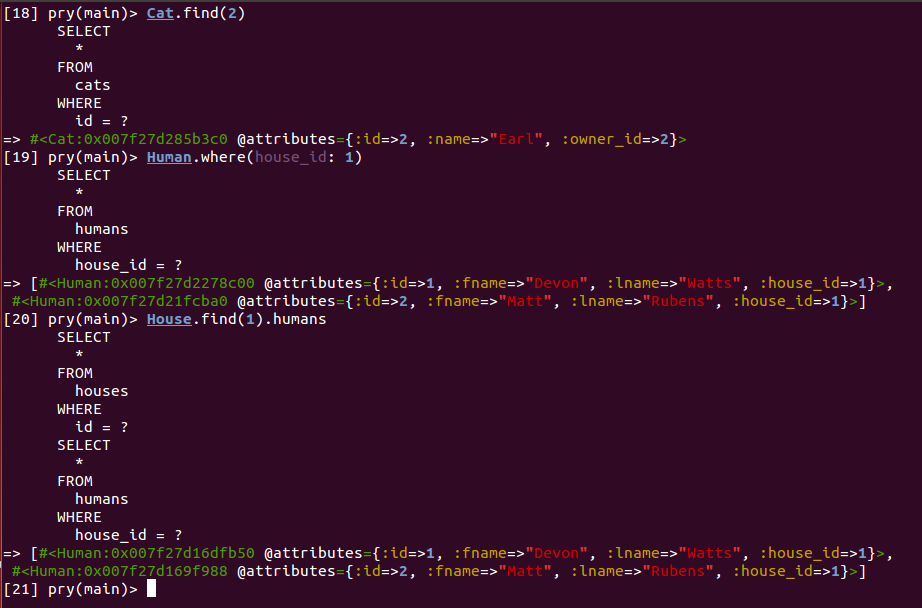 [18] pry(main)> Cat.find(2)
      SELECT
        *
      FROM
        cats
      WHERE
        id = ?
=> #<Cat:0x007f27d285b3c0 @attributes={:id=>2, :name=>"Earl", :owner_id=>2}>
[19] pry(main)> Human.where(house_id: 1)
      SELECT
        *
      FROM
        humans
      WHERE
        house_id = ?
=> [#<Human:0x007f27d2278c00 @attributes={:id=>1, :fname=>"Devon", :lname=>"Watts", :house_id=>1}>,
 #<Human:0x007f27d21fcba0 @attributes={:id=>2, :fname=>"Matt", :lname=>"Rubens", :house_id=>1}>]
[20] pry(main)> House.find(1).humans
      SELECT
        *
      FROM
        houses
      WHERE
        id = ?
      SELECT
        *
      FROM
        humans
      WHERE
        house_id = ?
=> [#<Human:0x007f27d16dfb50 @attributes={:id=>1, :fname=>"Devon", :lname=>"Watts", :house_id=>1}>,
 #<Human:0x007f27d169f988 @attributes={:id=>2, :fname=>"Matt", :lname=>"Rubens", :house_id=>1}>]
[21] pry(main)>